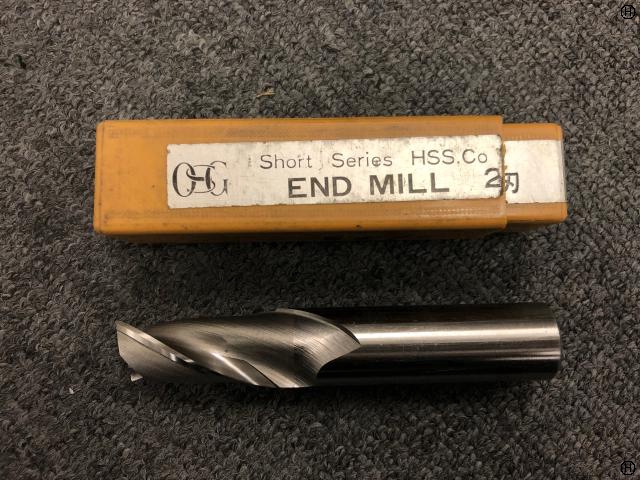 OSG
Short Series HSS.Co
END MILL 2刃